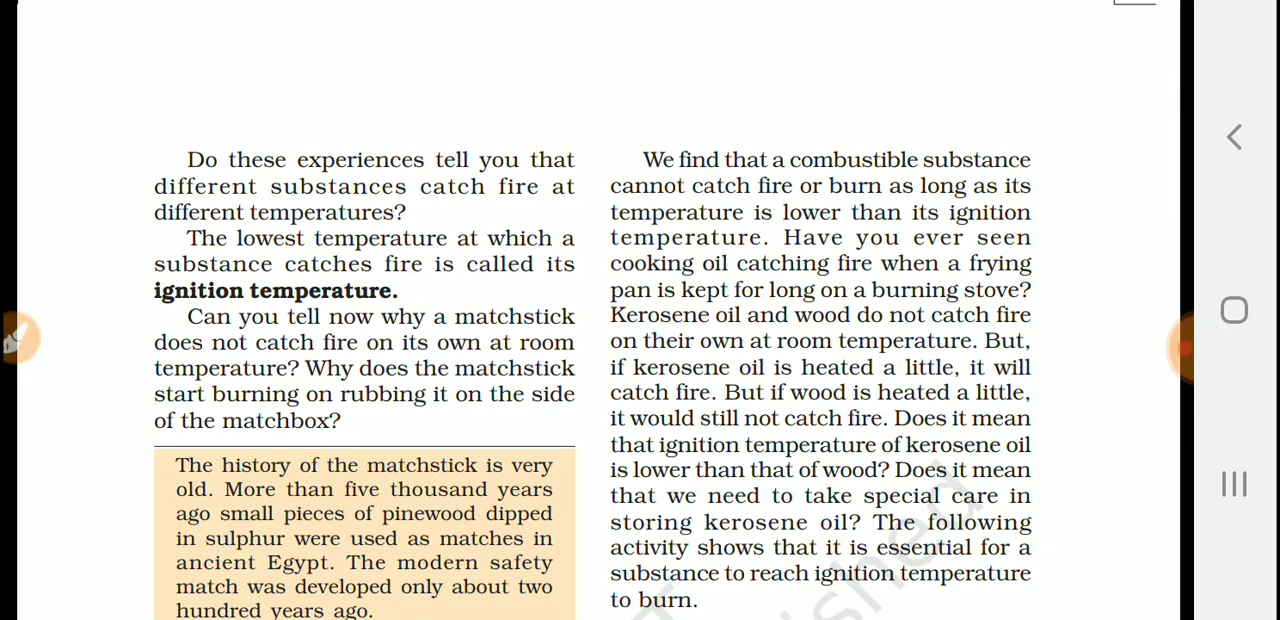 Do these experiences tell you that
different substances catch fire at
different temperatures?
The lowest temperature at which a
substance catches fire is called its
ignition temperature.
Can you tell now why a matchstick
does not catch fire on its own at room
temperature? Why does the matchstick
start burning on rubbing it on the side
of the matchbox?
The history of the matchstick is very
old. More than five thousand years
ago small pieces of pinewood dipped
in sulphur were used as matches in
ancient Egypt. The modern safety
match was developed only about two
hundred years ago.
We find that a combustible substance
cannot catch fire or burn as long as its
temperature is lower than its ignition
temperature. Have you ever seen
cooking oil catching fire when a frying
pan is kept for long on a burning stove?
Kerosene oil and wood do not catch fire
on their own at room temperature. But,
if kerosene oil is heated a little, it will
catch fire. But if wood is heated a little,
it would still not catch fire. Does it mean
that ignition temperature of kerosene oil
is lower than that of wood? Does it mean
that we need to take special care in
storing kerosene oil? The following
activity shows that it is essential for a
substance to reach ignition temperature
to burn.